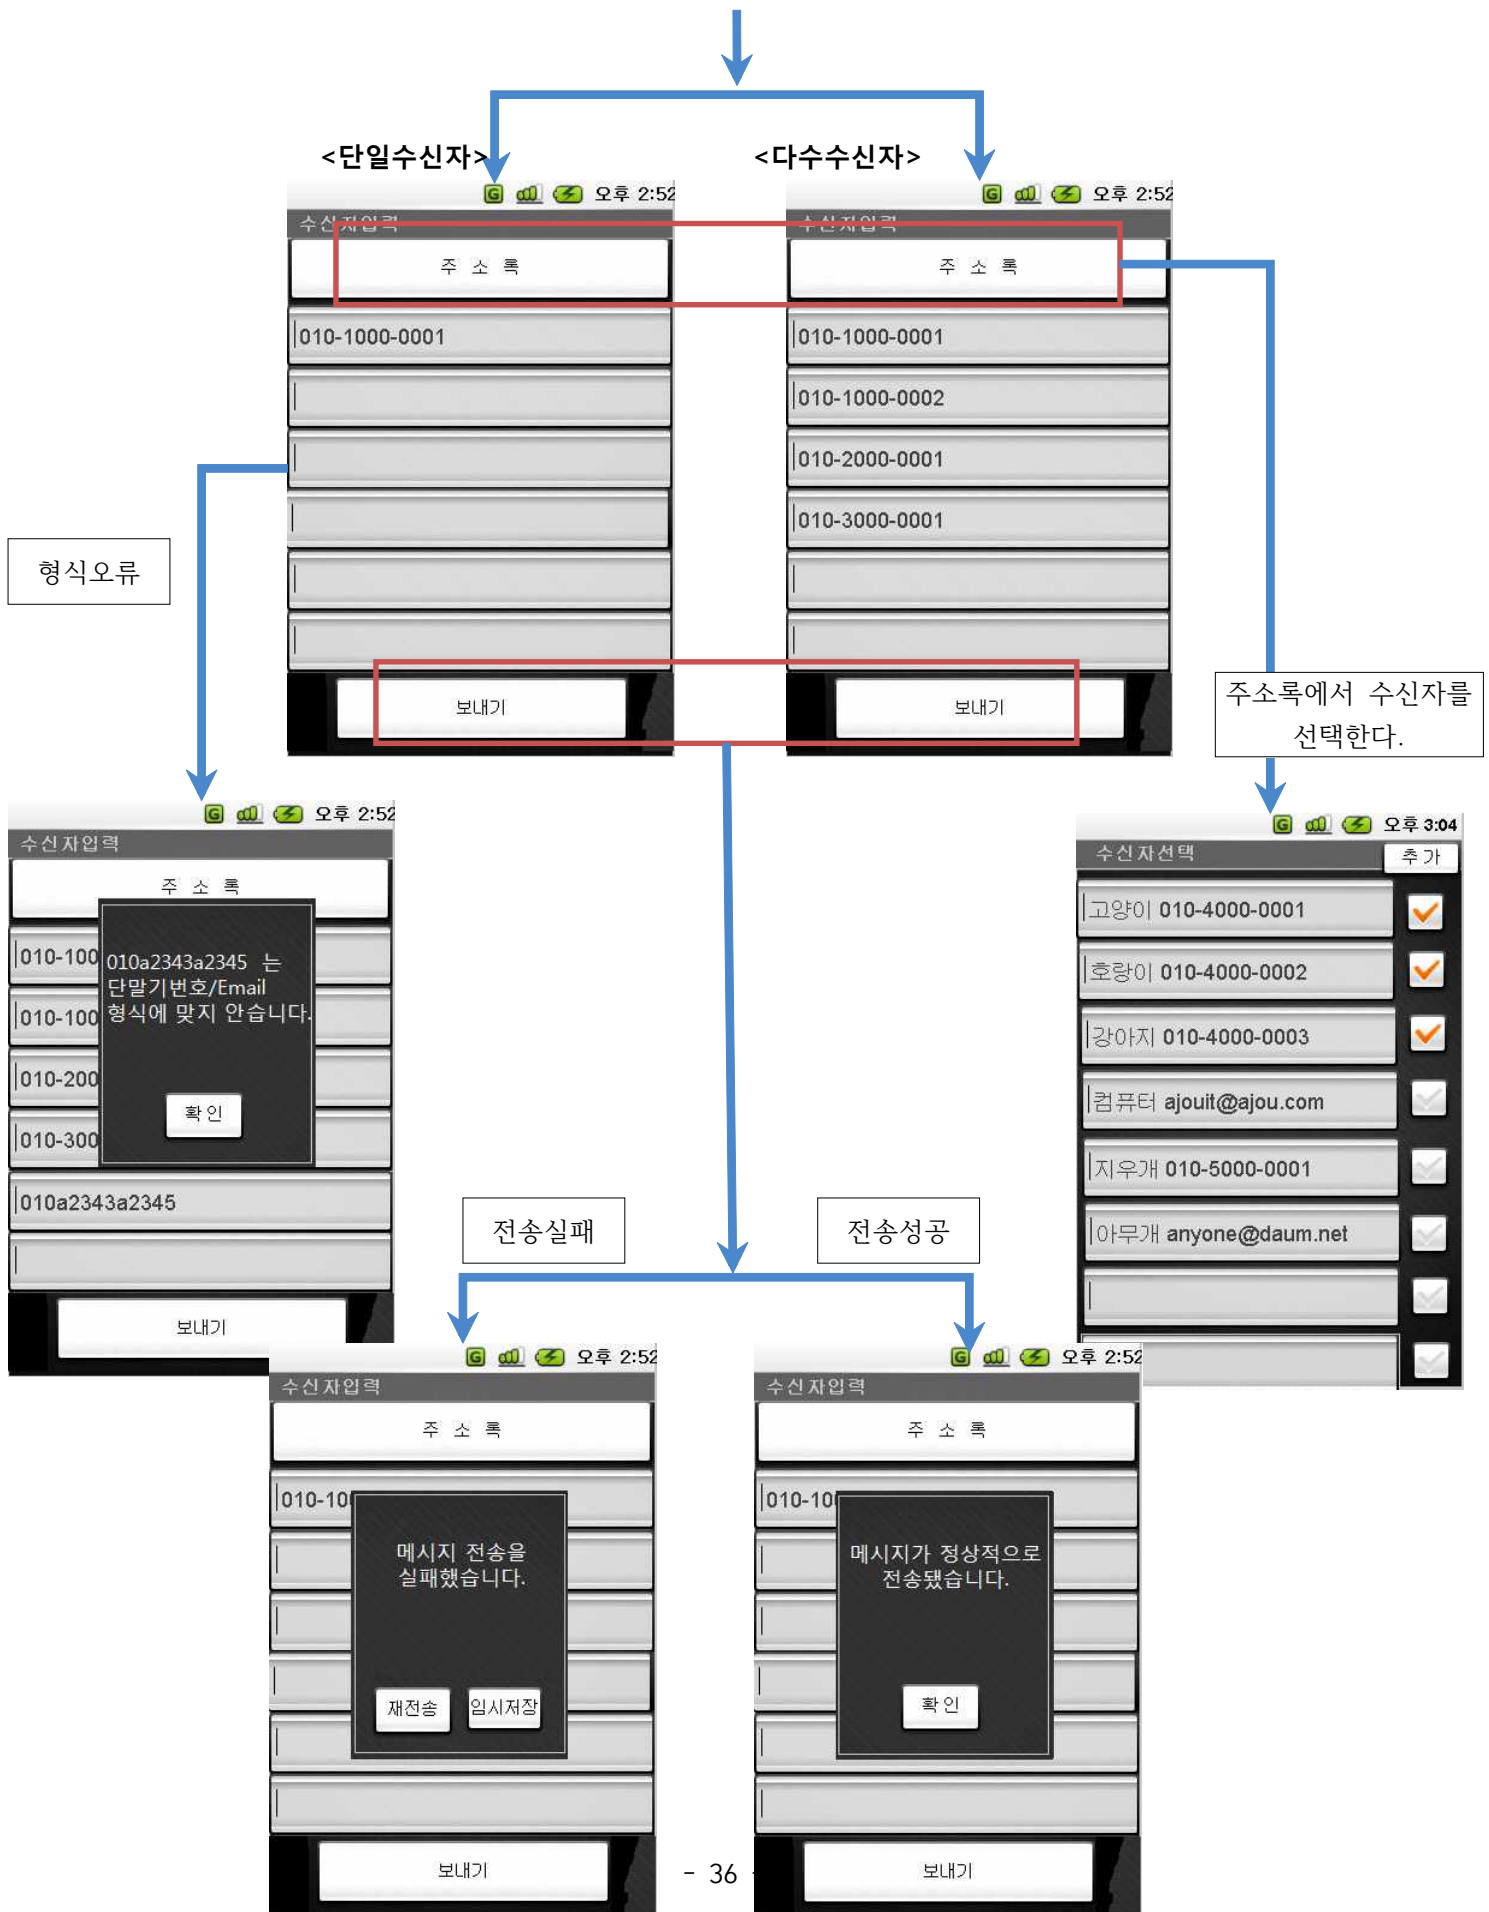 <단일수신자>
<다수수신자>
오후 2:52
수신자입력
주 소 록
010-1000-0001
보내기
오후 2:52
수신자입력
주 소 록
010-1000-0001
010-1000-0002
010-2000-0001
010-3000-0001
보내기
형식오류
주소록에서 수신자를
선택한다.
오후 2:52
수신자입력
주 소 록
010-100
010-100
010-200
010-300
010a2343a2345 는
단말기번호/Email
형식에 맞지 안습니다.
확인
010a2343a2345
보내기
오후 3:04
수신자선택
추가
고양이 010-4000-0001
호랑이 010-4000-0002
강아지 010-4000-0003
컴퓨터 ajouit@ajou.com
지우개 010-5000-0001
아무개 anyone@daum.net
전송실패
전송성공
오후 2:52
수신자입력
주 소 록
010-10
메시지 전송을
실패했습니다.
재전송
임시저장
보내기
오후 2:52
수신자입력
주 소 록
010-10
메시지가 정상적으로
전송됐습니다.
확인
보내기
- 36 -